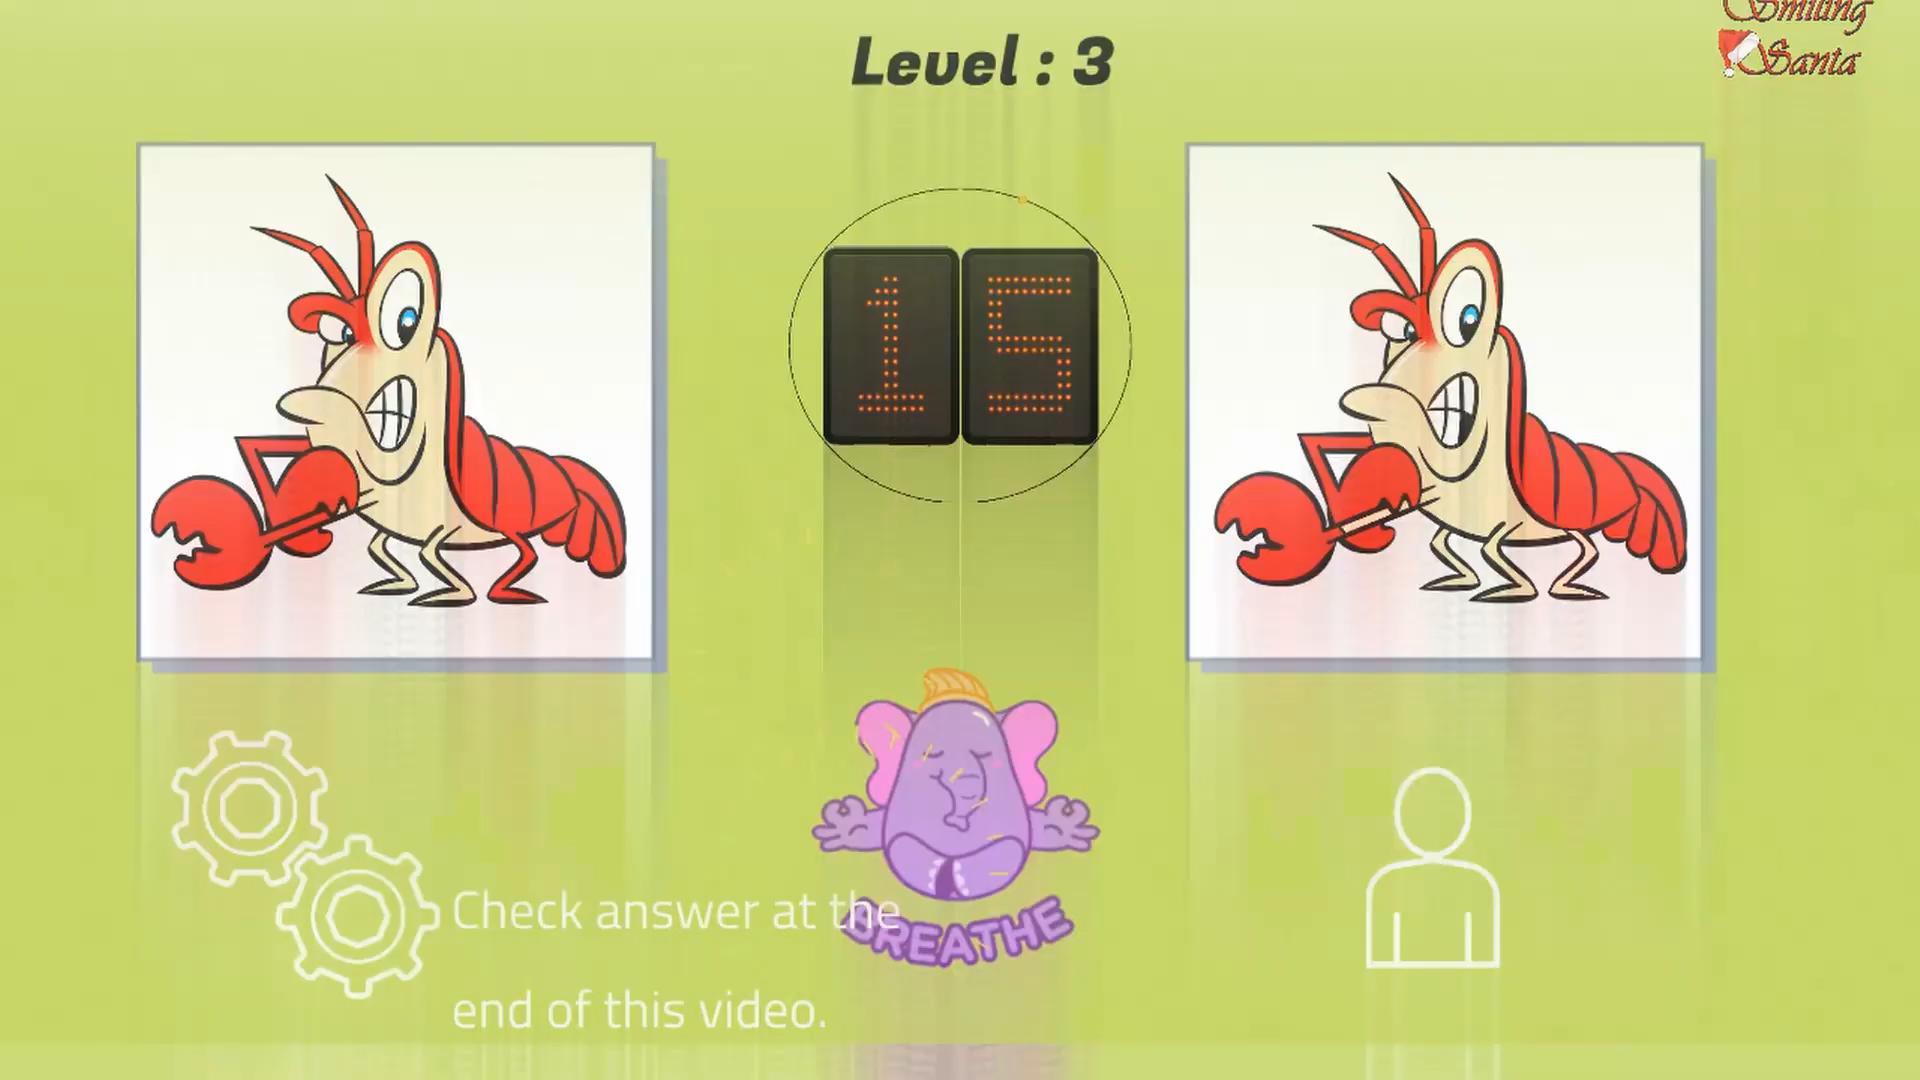 Smiling
Santa
Level : 3
15
BREATHE
Check answer at the
end of this video.